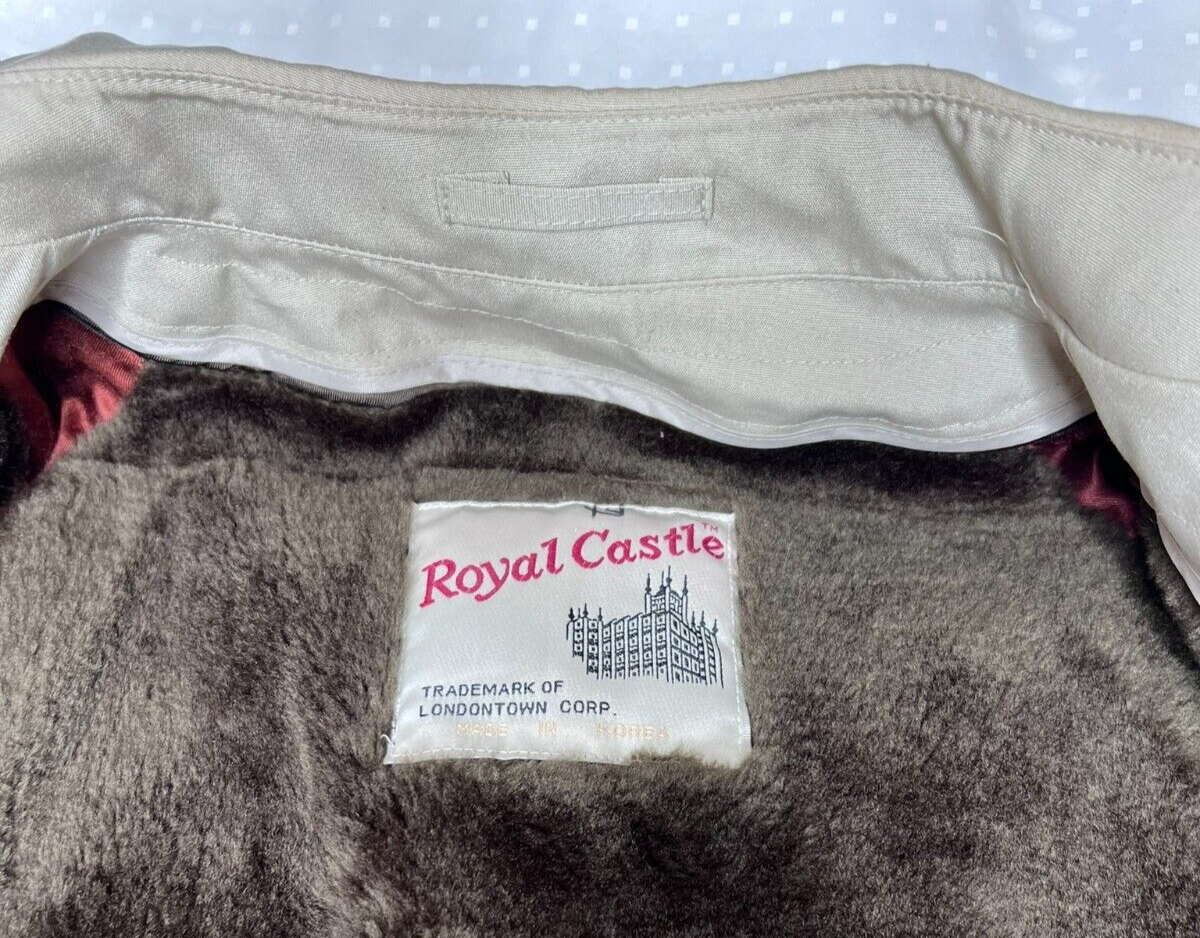 Royal Castle™
TRADEMARK OF
LONDONTOWN CORP.
MADE IN KOREA